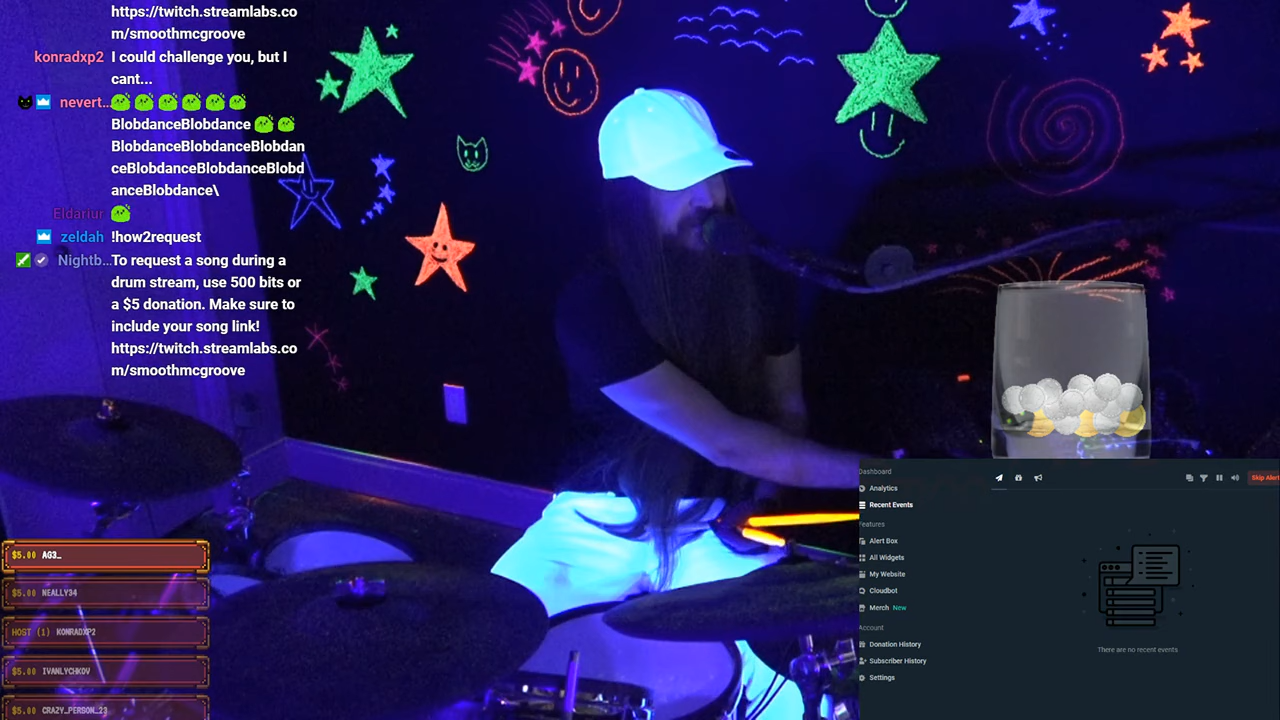 https://twitch.streamlabs.co
m/smoothmcgroove
konradxp2 I could challenge you, but I
cant...
nevert...
BlobdanceBlobdance
BlobdanceBlobdanceBlobdan
ceBlobdanceBlobdanceBlobd
anceBlobdance\
Eldariur
zeldah !how2request
Nightb... To request a song during a
drum stream, use 500 bits or
a $5 donation. Make sure to
include your song link!
https://twitch.streamlabs.co
m/smoothmcgroove
$5.00 AG3_
$5.00 NEALLY34
HOST (1) KONRADXP2
$5.00 IVANLYCHKOV
$5.00 CRAZY_PERSON_23
Dashboard
Analytics
Recent Events
Features
Alert Box
All Widgets
My Website
Cloudbot
Merch New
Account
Donation History
Subscriber History
Settings
Skip Alert
There are no recent events